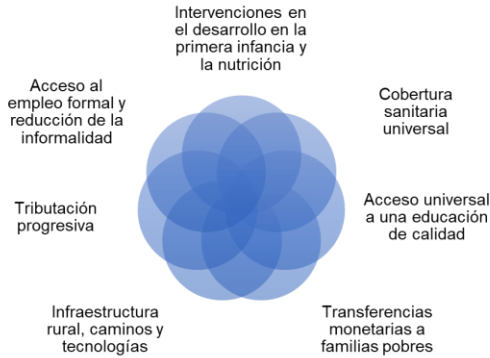 Intervenciones en
el desarrollo en la
primera infancia y
la nutrición
Cobertura
sanitaria
universal
Acceso universal
a una educación
de calidad
Transferencias
monetarias a
familias pobres
Infraestructura
rural, caminos y
tecnologías
Tributación
progresiva
Acceso al
empleo formal y
reducción de la
informalidad